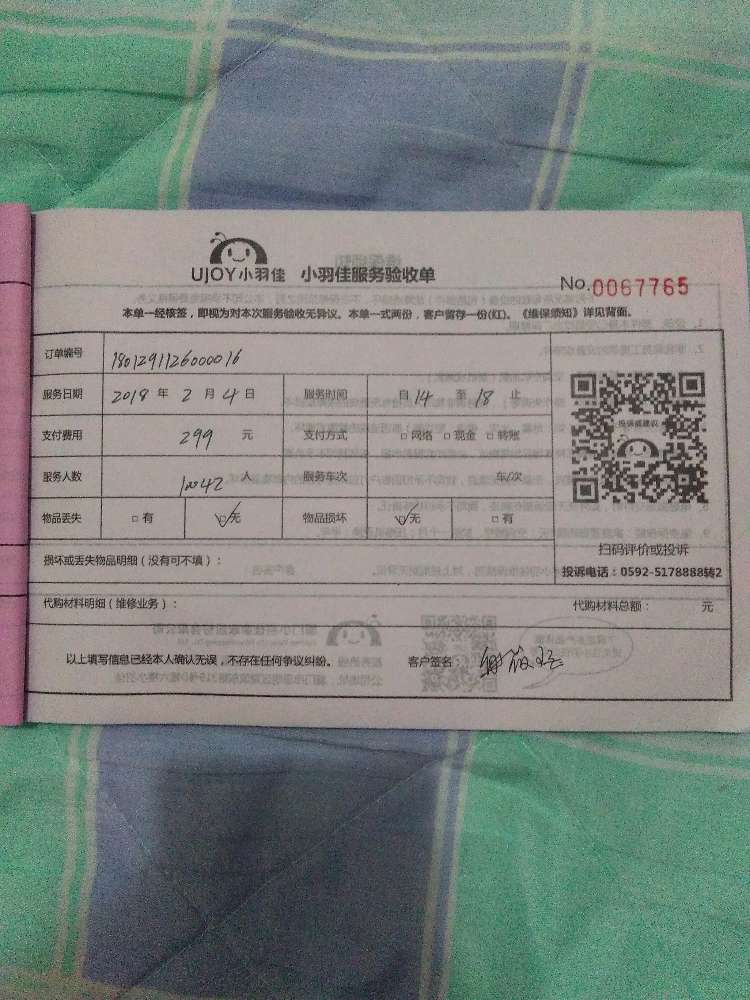 UJOY小羽佳 小羽佳服务验收单
No.0067765
本单一经核签,即视为对本次服务验收无异议。本单一式两份,客户留存一份(红)。《维保须知》详见背面。
订单编号 180129112600016
服务日期 2018 年 2 月 4 日 服务时间 自 14 至 18 止
支付费用 299 元 支付方式 □网络 □现金 □转账
服务人数 人 服务车次 车/次
物品丢失 □有 □无 物品损坏 □无 □有
投诉或建议
扫码评价或投诉
投诉电话:0592-5178888转2
损坏或丢失物品明细(没有可不填):
代购材料明细(维修业务): 代购材料总额: 元
以上填写信息已经本人确认无误,不存在任何争议纠纷。 客户签名: